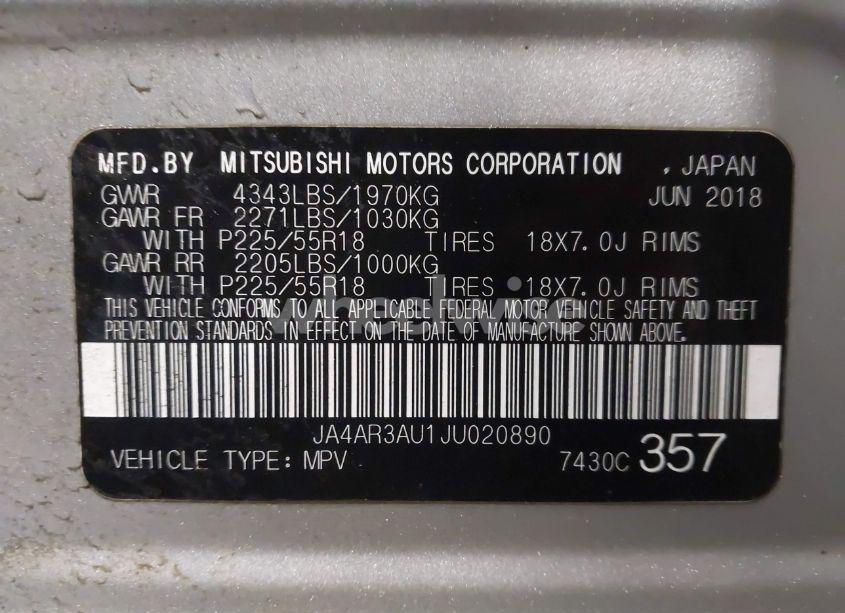 MFD.BY MITSUBISHI MOTORS CORPORATION , JAPAN
GVWR 4343LBS/1970KG JUN 2018
GAWR FR 2271LBS/1030KG
WITH P225/55R18 TIRES 18X7.0J RIMS
GAWR RR 2205LBS/1000KG
WITH P225/55R18 TIRES 18X7.0J RIMS
THIS VEHICLE CONFORMS TO ALL APPLICABLE FEDERAL MOTOR VEHICLE SAFETY AND THEFT
PREVENTION STANDARDS IN EFFECT ON THE DATE OF MANUFACTURE SHOWN ABOVE.
JA4AR3AU1JU020890
VEHICLE TYPE: MPV 7430C 357